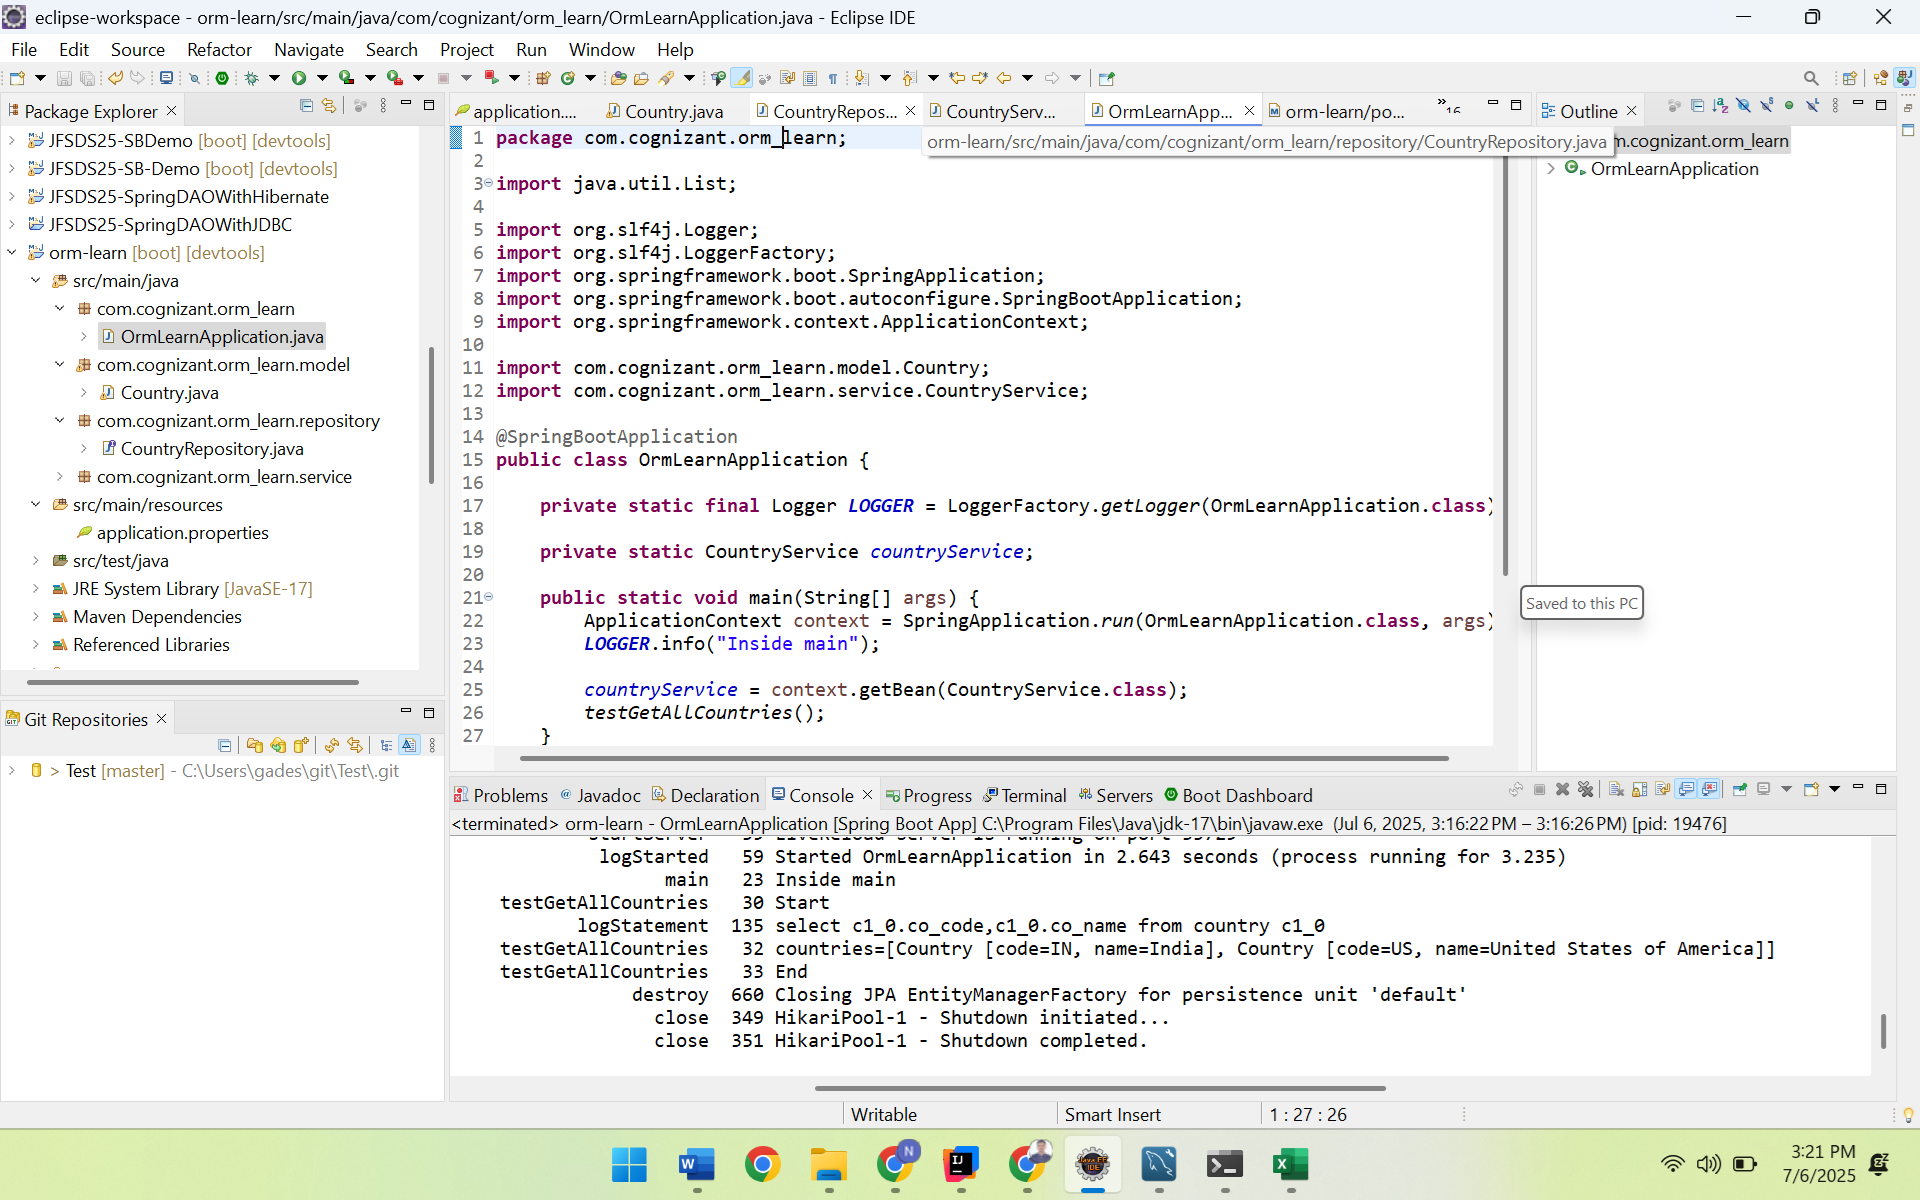 eclipse-workspace - orm-learn/src/main/java/com/cognizant/orm_learn/OrmLearnApplication.java - Eclipse IDE
File Edit Source Refactor Navigate Search Project Run Window Help
Package Explorer
JFSDS25-SBDemo [boot] [devtools]
JFSDS25-SB-Demo [boot] [devtools]
JFSDS25-SpringDAOWithHibernate
JFSDS25-SpringDAOWithJDBC
orm-learn [boot] [devtools]
src/main/java
com.cognizant.orm_learn
OrmLearnApplication.java
com.cognizant.orm_learn.model
Country.java
com.cognizant.orm_learn.repository
CountryRepository.java
com.cognizant.orm_learn.service
src/main/resources
application.properties
src/test/java
JRE System Library [JavaSE-17]
Maven Dependencies
Referenced Libraries
Git Repositories
> Test [master] - C:\Users\gades\git\Test\.git
application.... Country.java CountryRepos... CountryServ... OrmLearnApp... orm-learn/po... »16
orm-learn/src/main/java/com/cognizant/orm_learn/repository/CountryRepository.java
1 package com.cognizant.orm_learn;
2
3 import java.util.List;
4
5 import org.slf4j.Logger;
6 import org.slf4j.LoggerFactory;
7 import org.springframework.boot.SpringApplication;
8 import org.springframework.boot.autoconfigure.SpringBootApplication;
9 import org.springframework.context.ApplicationContext;
10
11 import com.cognizant.orm_learn.model.Country;
12 import com.cognizant.orm_learn.service.CountryService;
13
14 @SpringBootApplication
15 public class OrmLearnApplication {
16
17 private static final Logger LOGGER = LoggerFactory.getLogger(OrmLearnApplication.class)
18
19 private static CountryService countryService;
20
21 public static void main(String[] args) {
22 ApplicationContext context = SpringApplication.run(OrmLearnApplication.class, args)
23 LOGGER.info("Inside main");
24
25 countryService = context.getBean(CountryService.class);
26 testGetAllCountries();
27 }
Outline
m.cognizant.orm_learn
OrmLearnApplication
Saved to this PC
Problems Javadoc Declaration Console Progress Terminal Servers Boot Dashboard
<terminated> orm-learn - OrmLearnApplication [Spring Boot App] C:\Program Files\Java\jdk-17\bin\javaw.exe (Jul 6, 2025, 3:16:22 PM – 3:16:26 PM) [pid: 19476]
logStarted 59 Started OrmLearnApplication in 2.643 seconds (process running for 3.235)
main 23 Inside main
testGetAllCountries 30 Start
logStatement 135 select c1_0.co_code,c1_0.co_name from country c1_0
testGetAllCountries 32 countries=[Country [code=IN, name=India], Country [code=US, name=United States of America]]
testGetAllCountries 33 End
destroy 660 Closing JPA EntityManagerFactory for persistence unit 'default'
close 349 HikariPool-1 - Shutdown initiated...
close 351 HikariPool-1 - Shutdown completed.
Writable Smart Insert 1 : 27 : 26
3:21 PM
7/6/2025